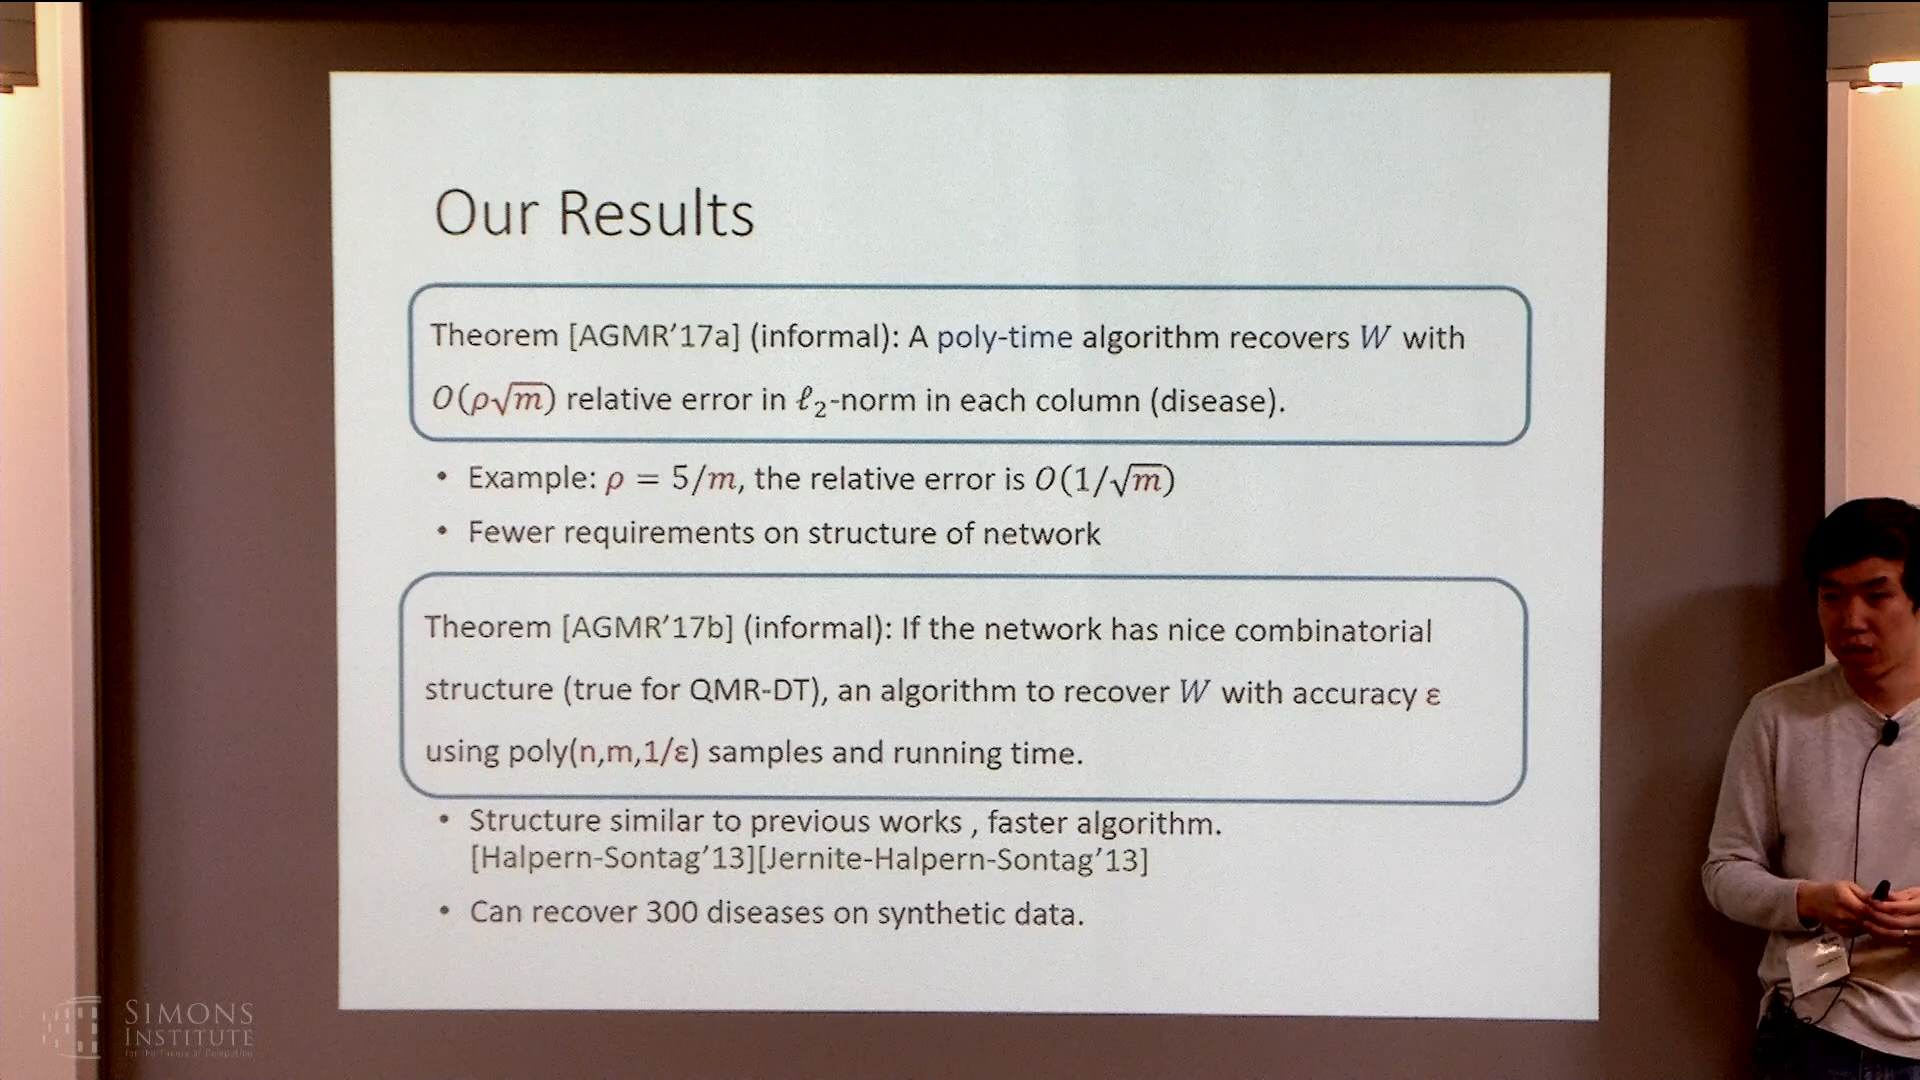 Our Results
Theorem [AGMR’17a] (informal): A poly-time algorithm recovers W with
O(ρ√m) relative error in ℓ₂-norm in each column (disease).
• Example: ρ = 5/m, the relative error is O(1/√m)
• Fewer requirements on structure of network
Theorem [AGMR’17b] (informal): If the network has nice combinatorial
structure (true for QMR-DT), an algorithm to recover W with accuracy ε
using poly(n,m,1/ε) samples and running time.
• Structure similar to previous works , faster algorithm.
[Halpern-Sontag’13][Jernite-Halpern-Sontag’13]
• Can recover 300 diseases on synthetic data.
SIMONS
INSTITUTE
for the Theory of Computing